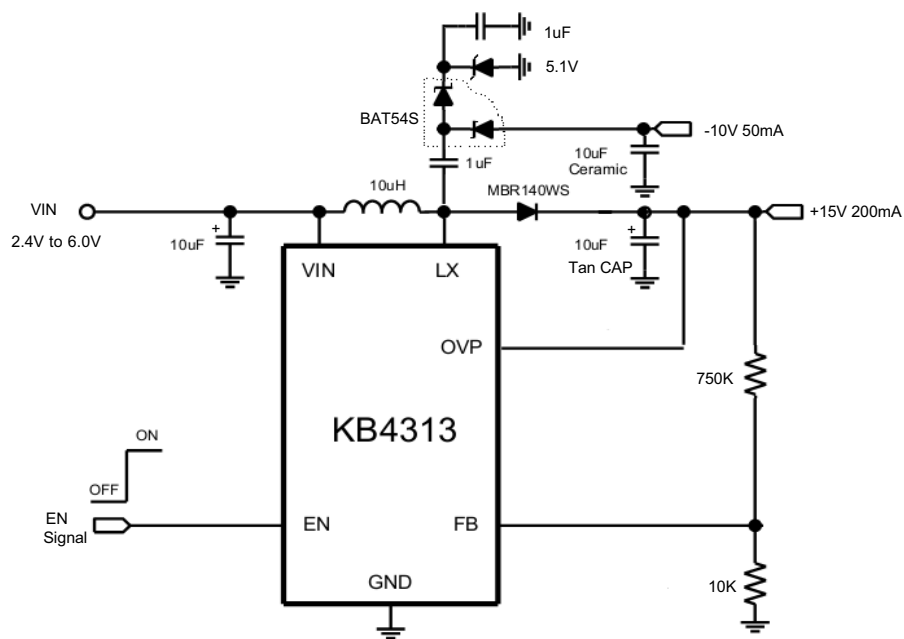 1uF
5.1V
BAT54S
-10V 50mA
1uF
10uF
Ceramic
10uH
MBR140WS
VIN
+15V 200mA
2.4V to 6.0V
+
10uF
+
10uF
Tan CAP
VIN
LX
OVP
750K
KB4313
ON
OFF
EN
Signal
EN
FB
GND
10K